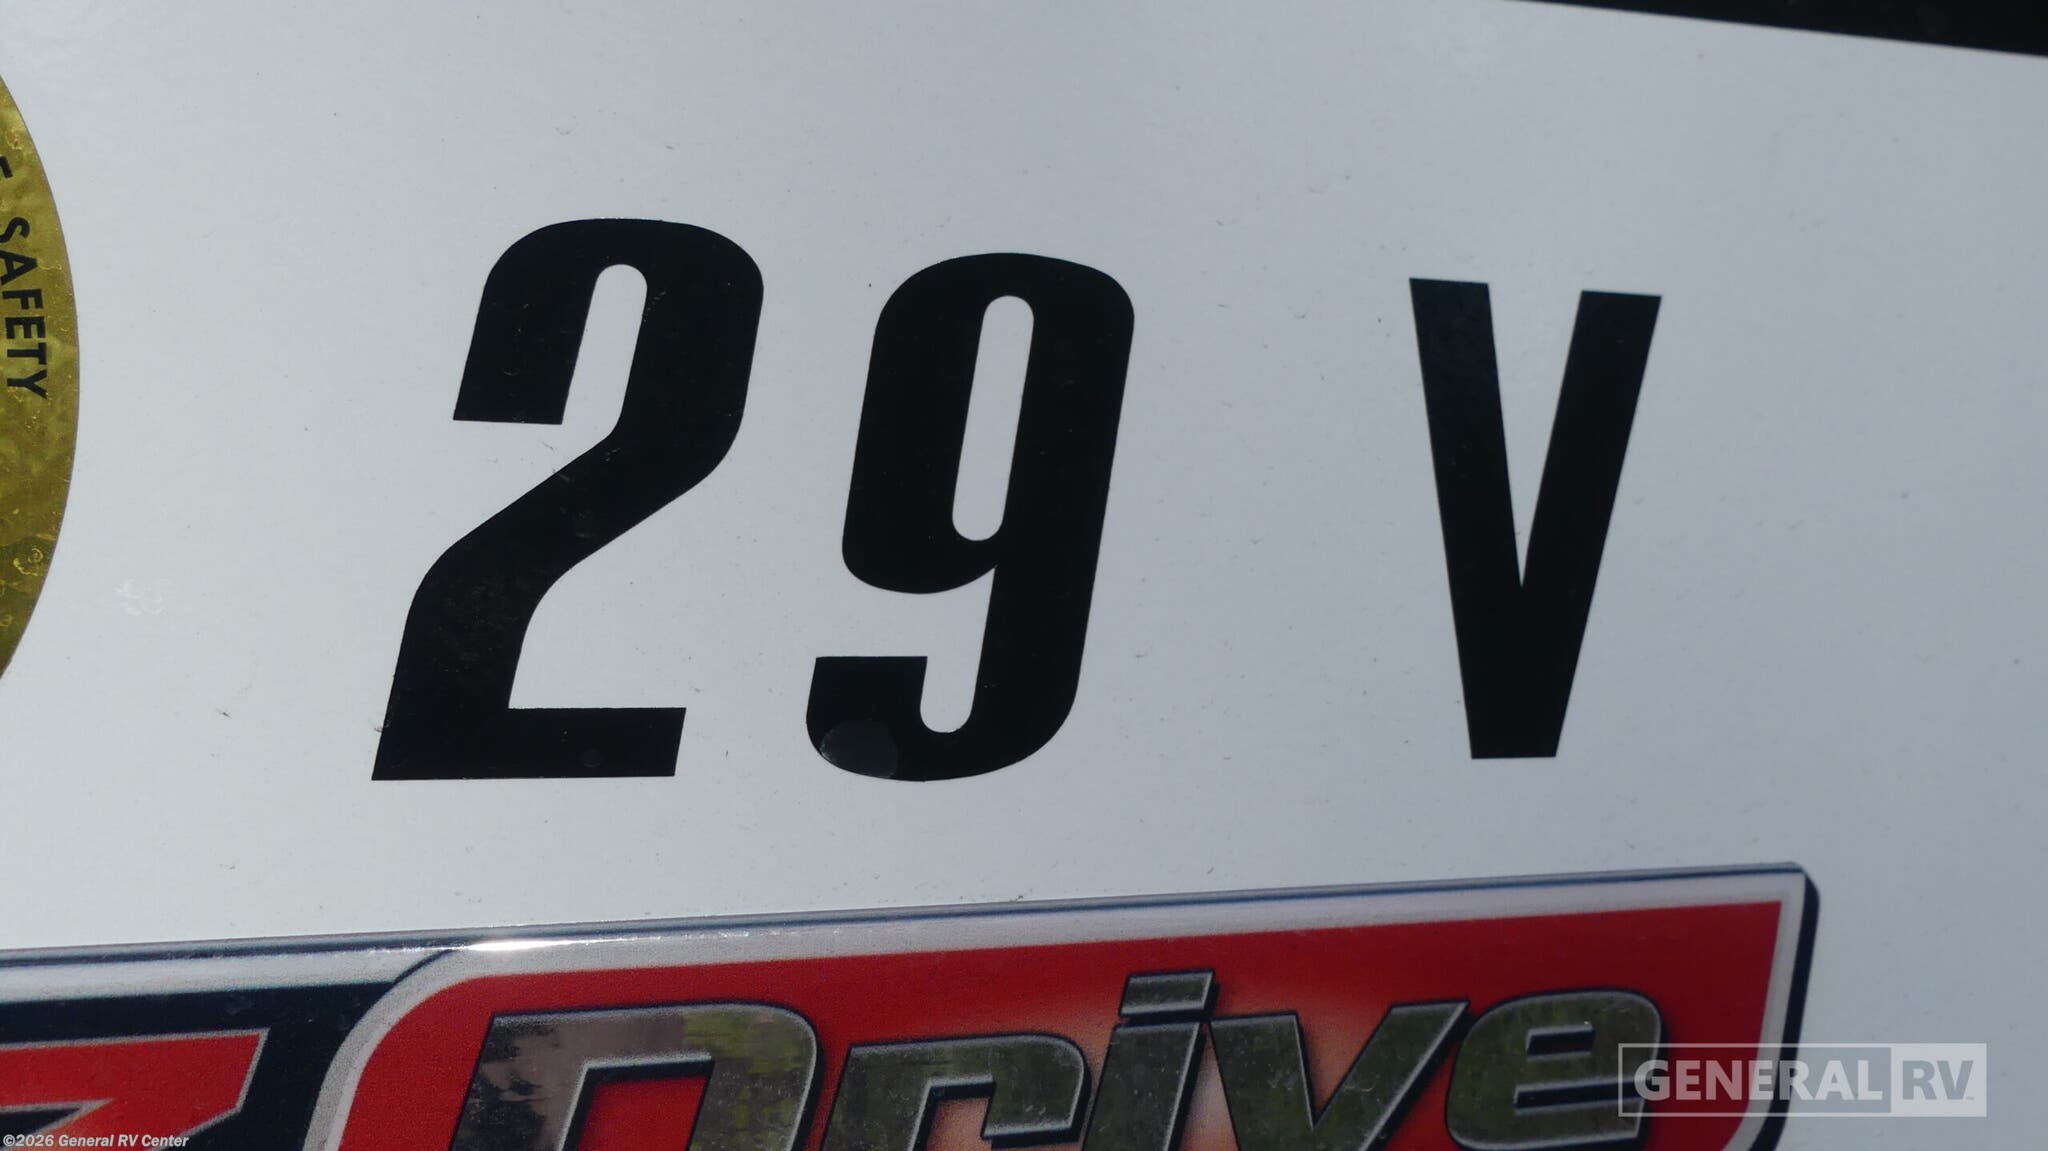 SAFETY
29 V
Drive
GENERAL RV
©2026 General RV Center